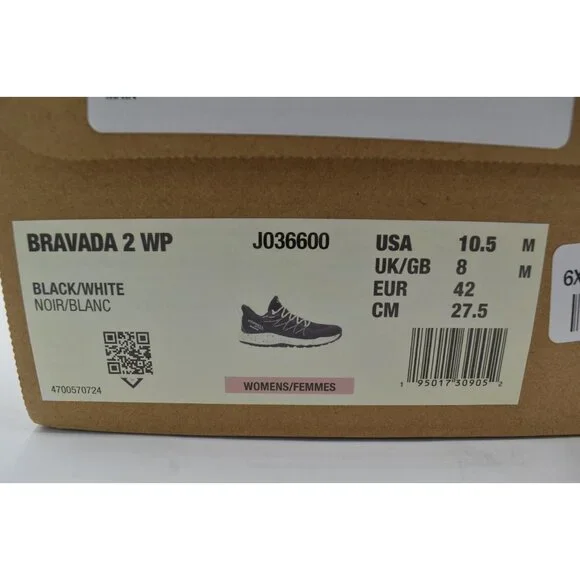 BRAVADA 2 WP
J036600
USA 10.5 M
UK/GB 8 M
EUR 42
CM 27.5
BLACK/WHITE
NOIR/BLANC
4700570724
WOMENS/FEMMES
1 95017 30905 2
6X